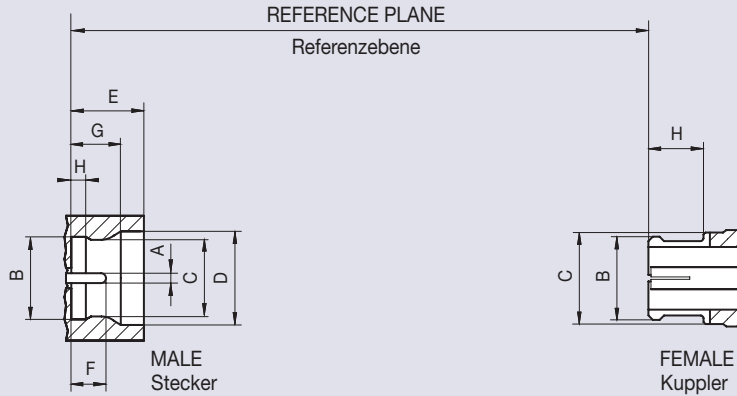 REFERENCE PLANE
Referenzebene
E
G
H
H
B
A
C
D
C
B
F
MALE
Stecker
FEMALE
Kuppler